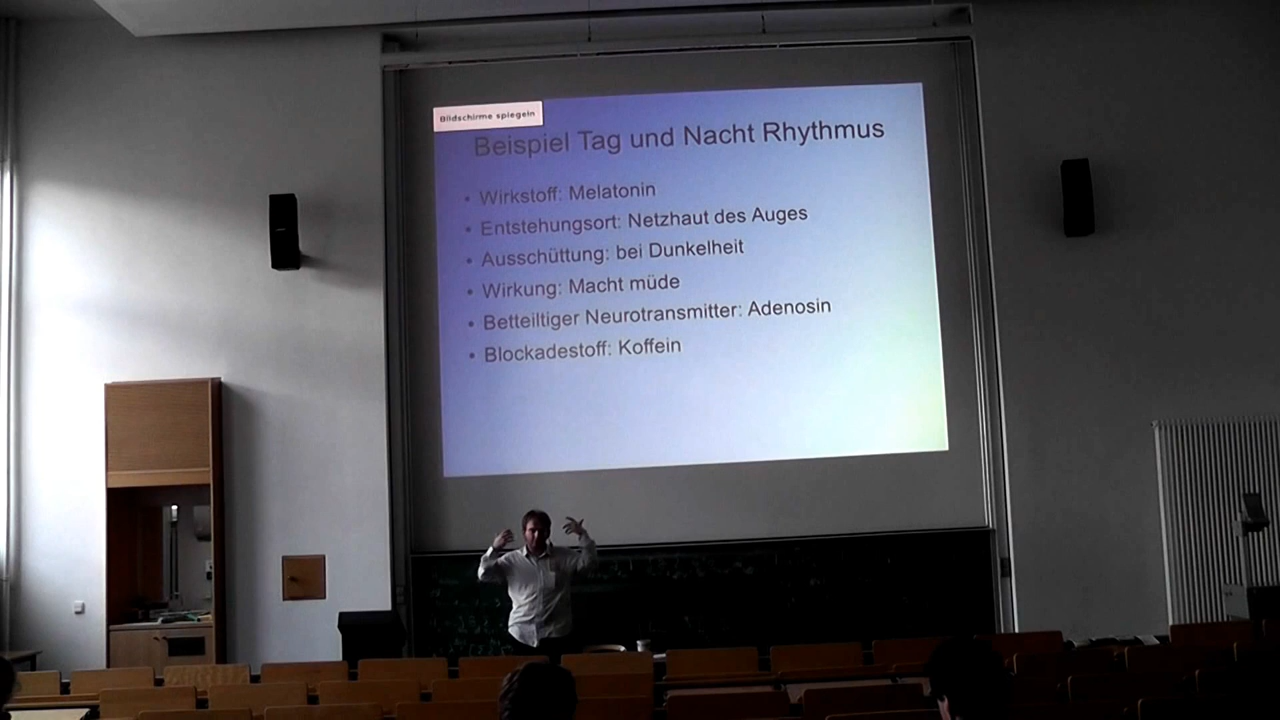 Bildschirme spiegeln
Beispiel Tag und Nacht Rhythmus
• Wirkstoff: Melatonin
• Entstehungsort: Netzhaut des Auges
• Ausschüttung: bei Dunkelheit
• Wirkung: Macht müde
• Betteiltiger Neurotransmitter: Adenosin
• Blockadestoff: Koffein